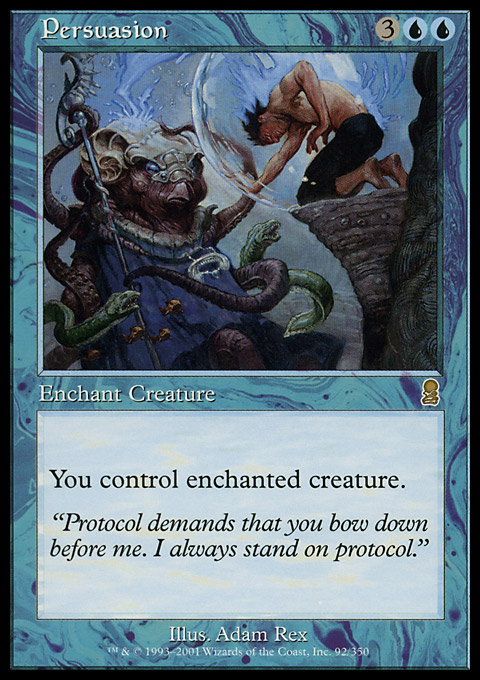 Persuasion 3
Enchant Creature
You control enchanted creature.
“Protocol demands that you bow down
before me. I always stand on protocol.”
Illus. Adam Rex
™ & © 1993–2001 Wizards of the Coast, Inc. 92/350